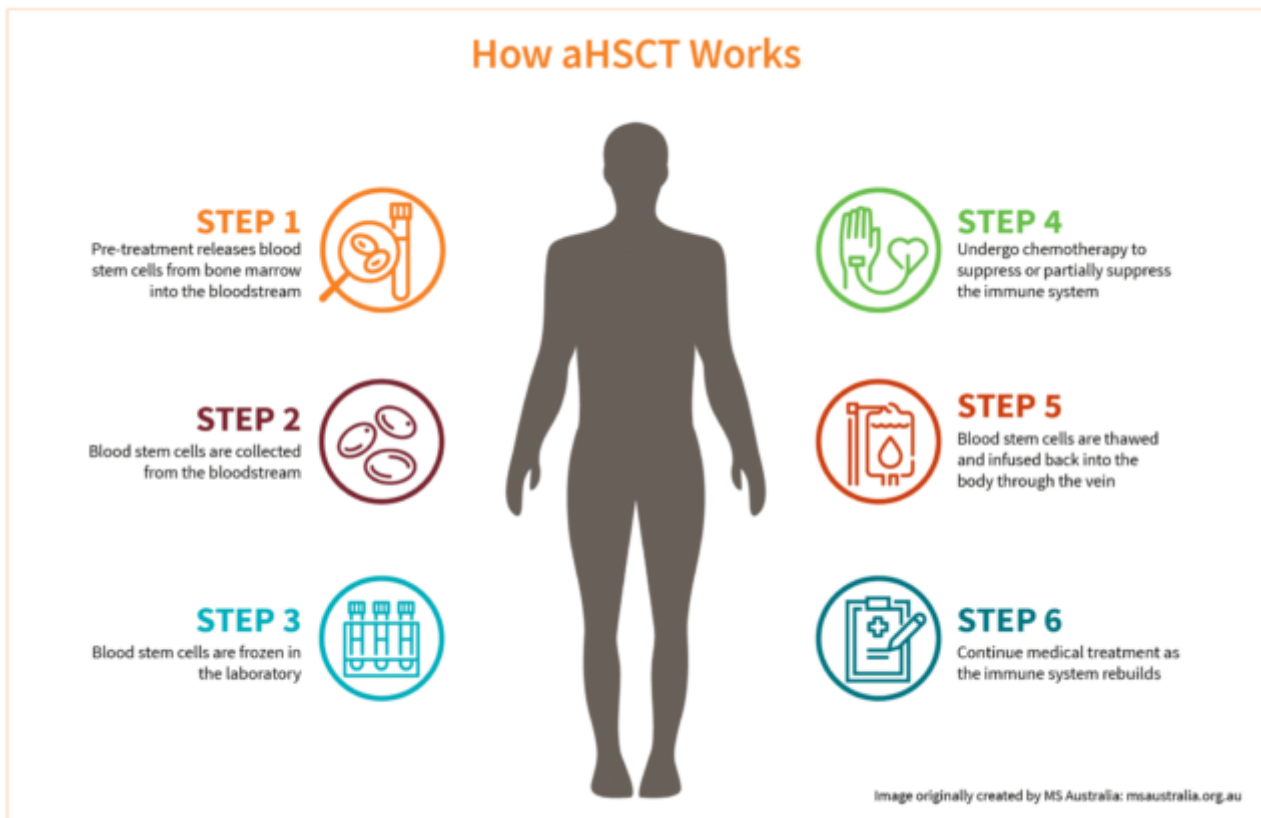 How aHSCT Works
STEP 1
Pre-treatment releases blood
stem cells from bone marrow
into the bloodstream
STEP 2
Blood stem cells are collected
from the bloodstream
STEP 3
Blood stem cells are frozen in
the laboratory
STEP 4
Undergo chemotherapy to
suppress or partially suppress
the immune system
STEP 5
Blood stem cells are thawed
and infused back into the
body through the vein
STEP 6
Continue medical treatment as
the immune system rebuilds
Image originally created by MS Australia: msaustralia.org.au